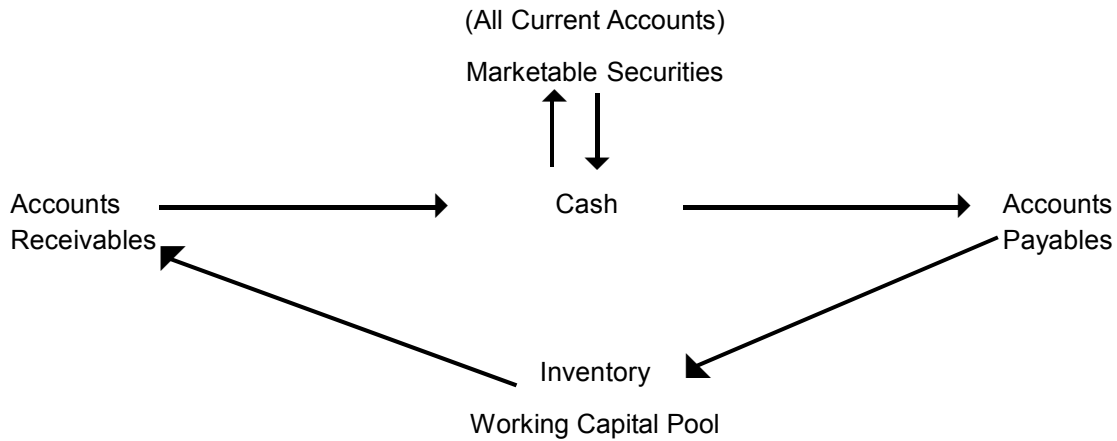 (All Current Accounts)
Marketable Securities
Accounts
Receivables
Cash
Accounts
Payables
Inventory
Working Capital Pool